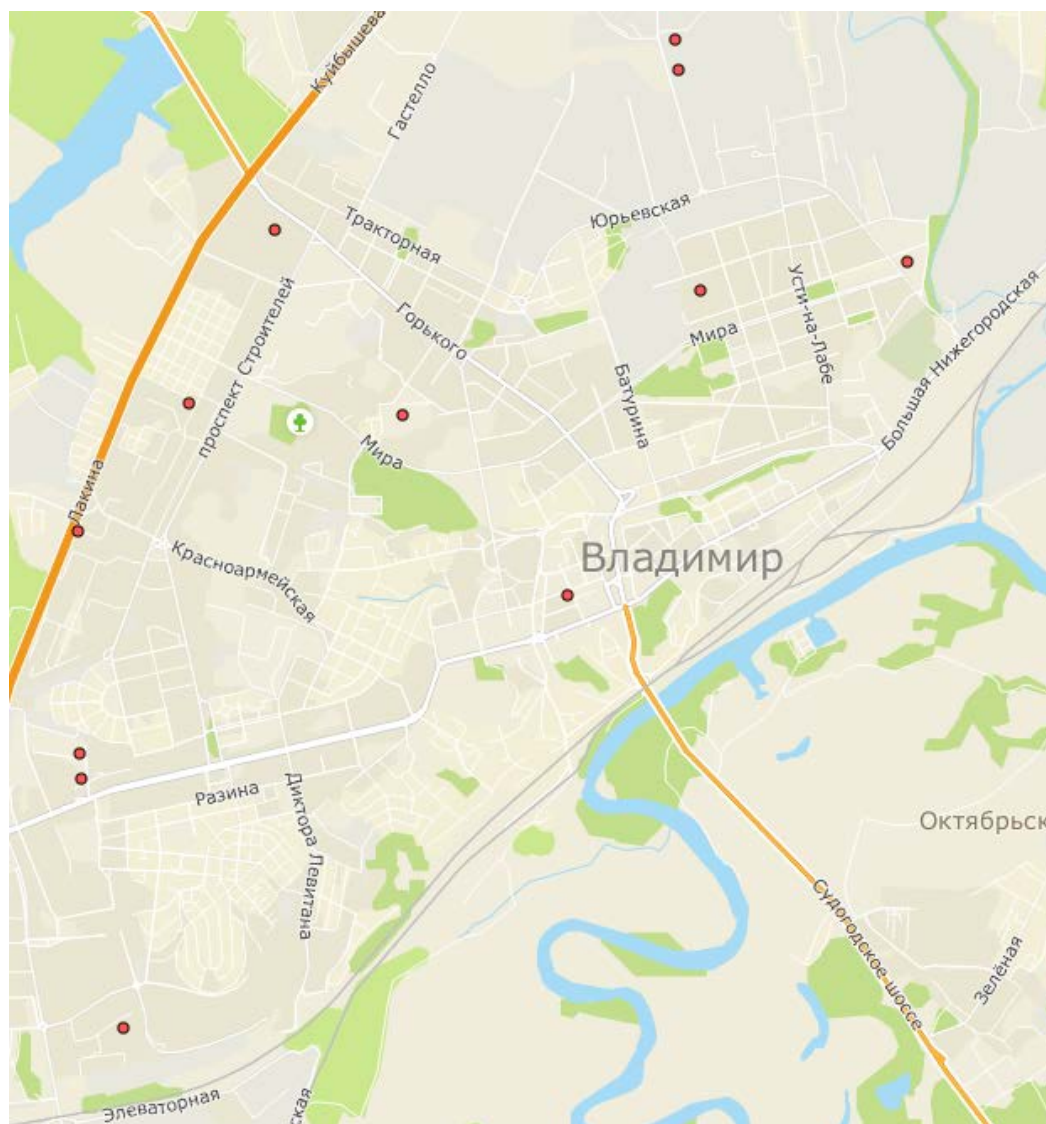 Куйбышева
Гастелло
Тракторная
Юрьевская
Горького
проспект Строителей
Мира
Усти-на-Лабе
Большая Нижегородская
Батурина
Мира
Лакина
Красноармейская
Владимир
Разина
Диктора Левитана
Октябрьск
Судогодское шоссе
Зелёная
Элеваторная
ская